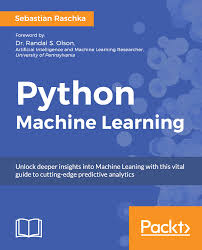 Sebastian Raschka
Foreword by:
Dr. Randal S. Olson,
Artificial Intelligence and Machine Learning Researcher,
University of Pennsylvania
Python
Machine Learning
Unlock deeper insights into Machine Leaning with this vital
guide to cutting-edge predictive analytics
Packt>